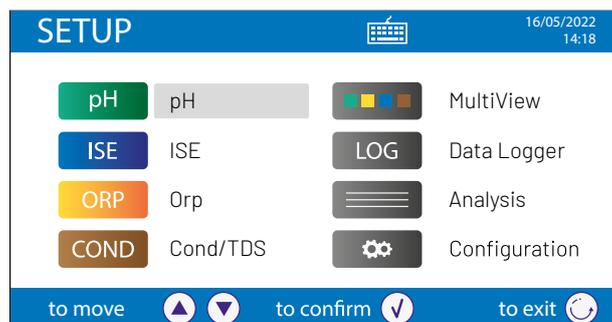 SETUP
16/05/2022
14:18
pH pH
ISE ISE
ORP Orp
COND Cond/TDS
MultiView
LOG Data Logger
Analysis
Configuration
to move to confirm to exit